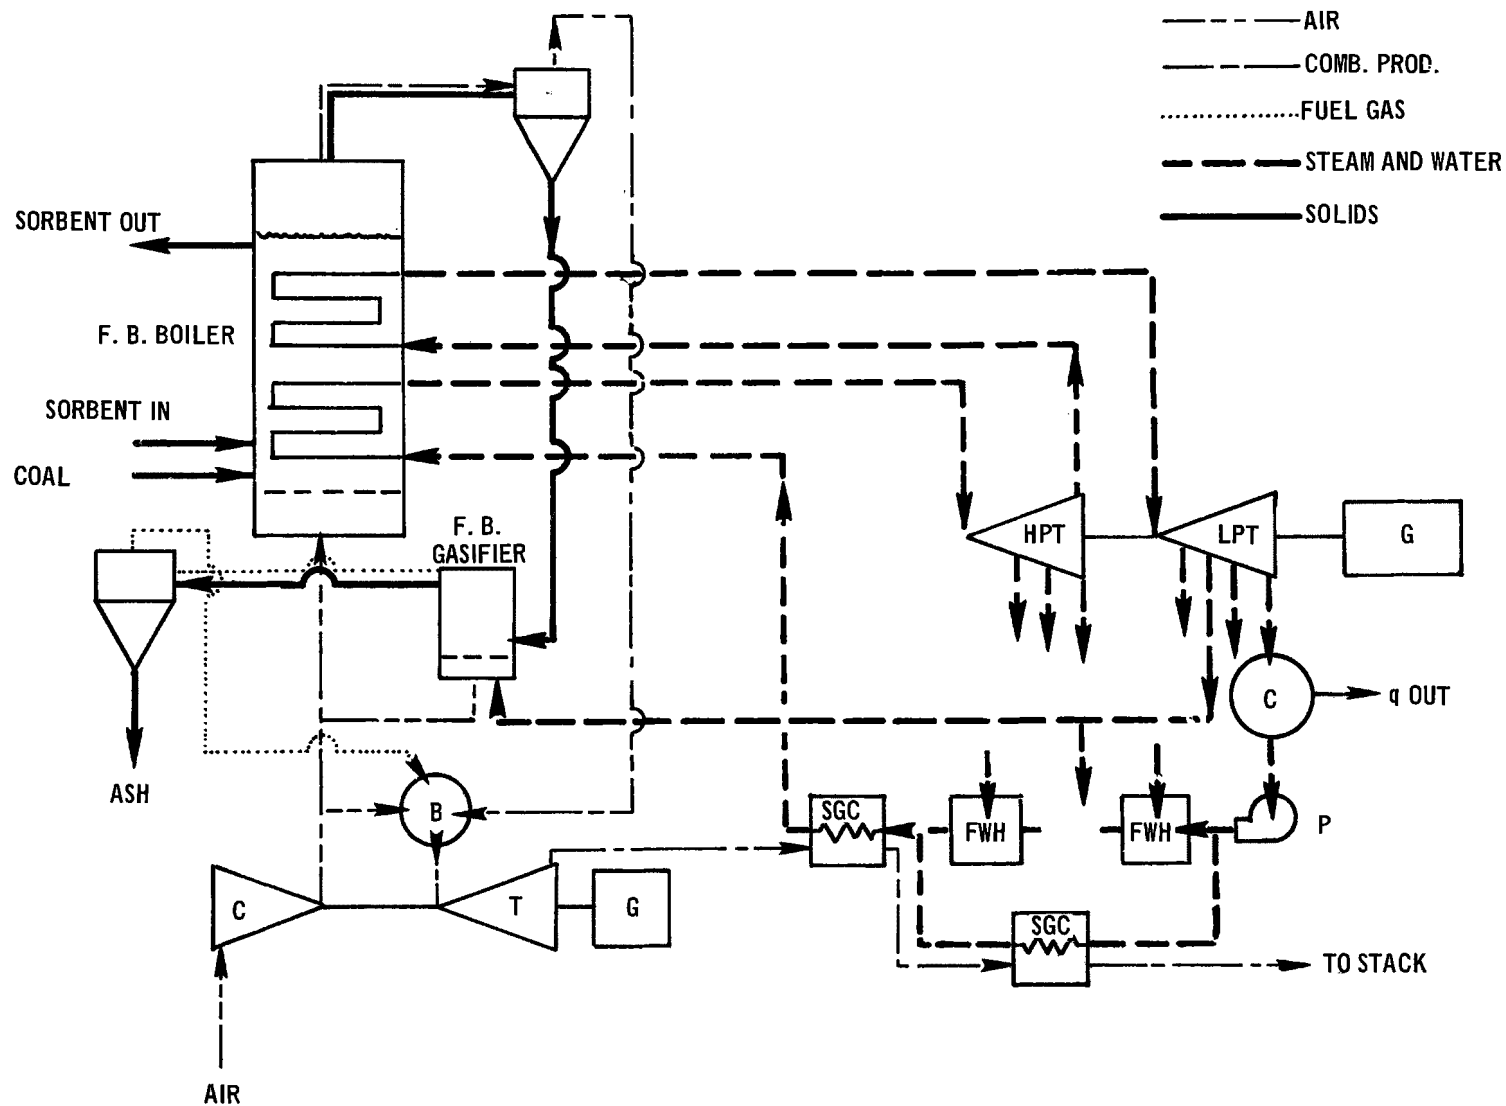 AIR
COMB. PROD.
FUEL GAS
STEAM AND WATER
SOLIDS
SORBENT OUT
F. B. BOILER
SORBENT IN
COAL
F. B.
GASIFIER
HPT
LPT
G
C
q OUT
ASH
B
SGC
FWH
FWH
P
C
T
G
SGC
TO STACK
AIR